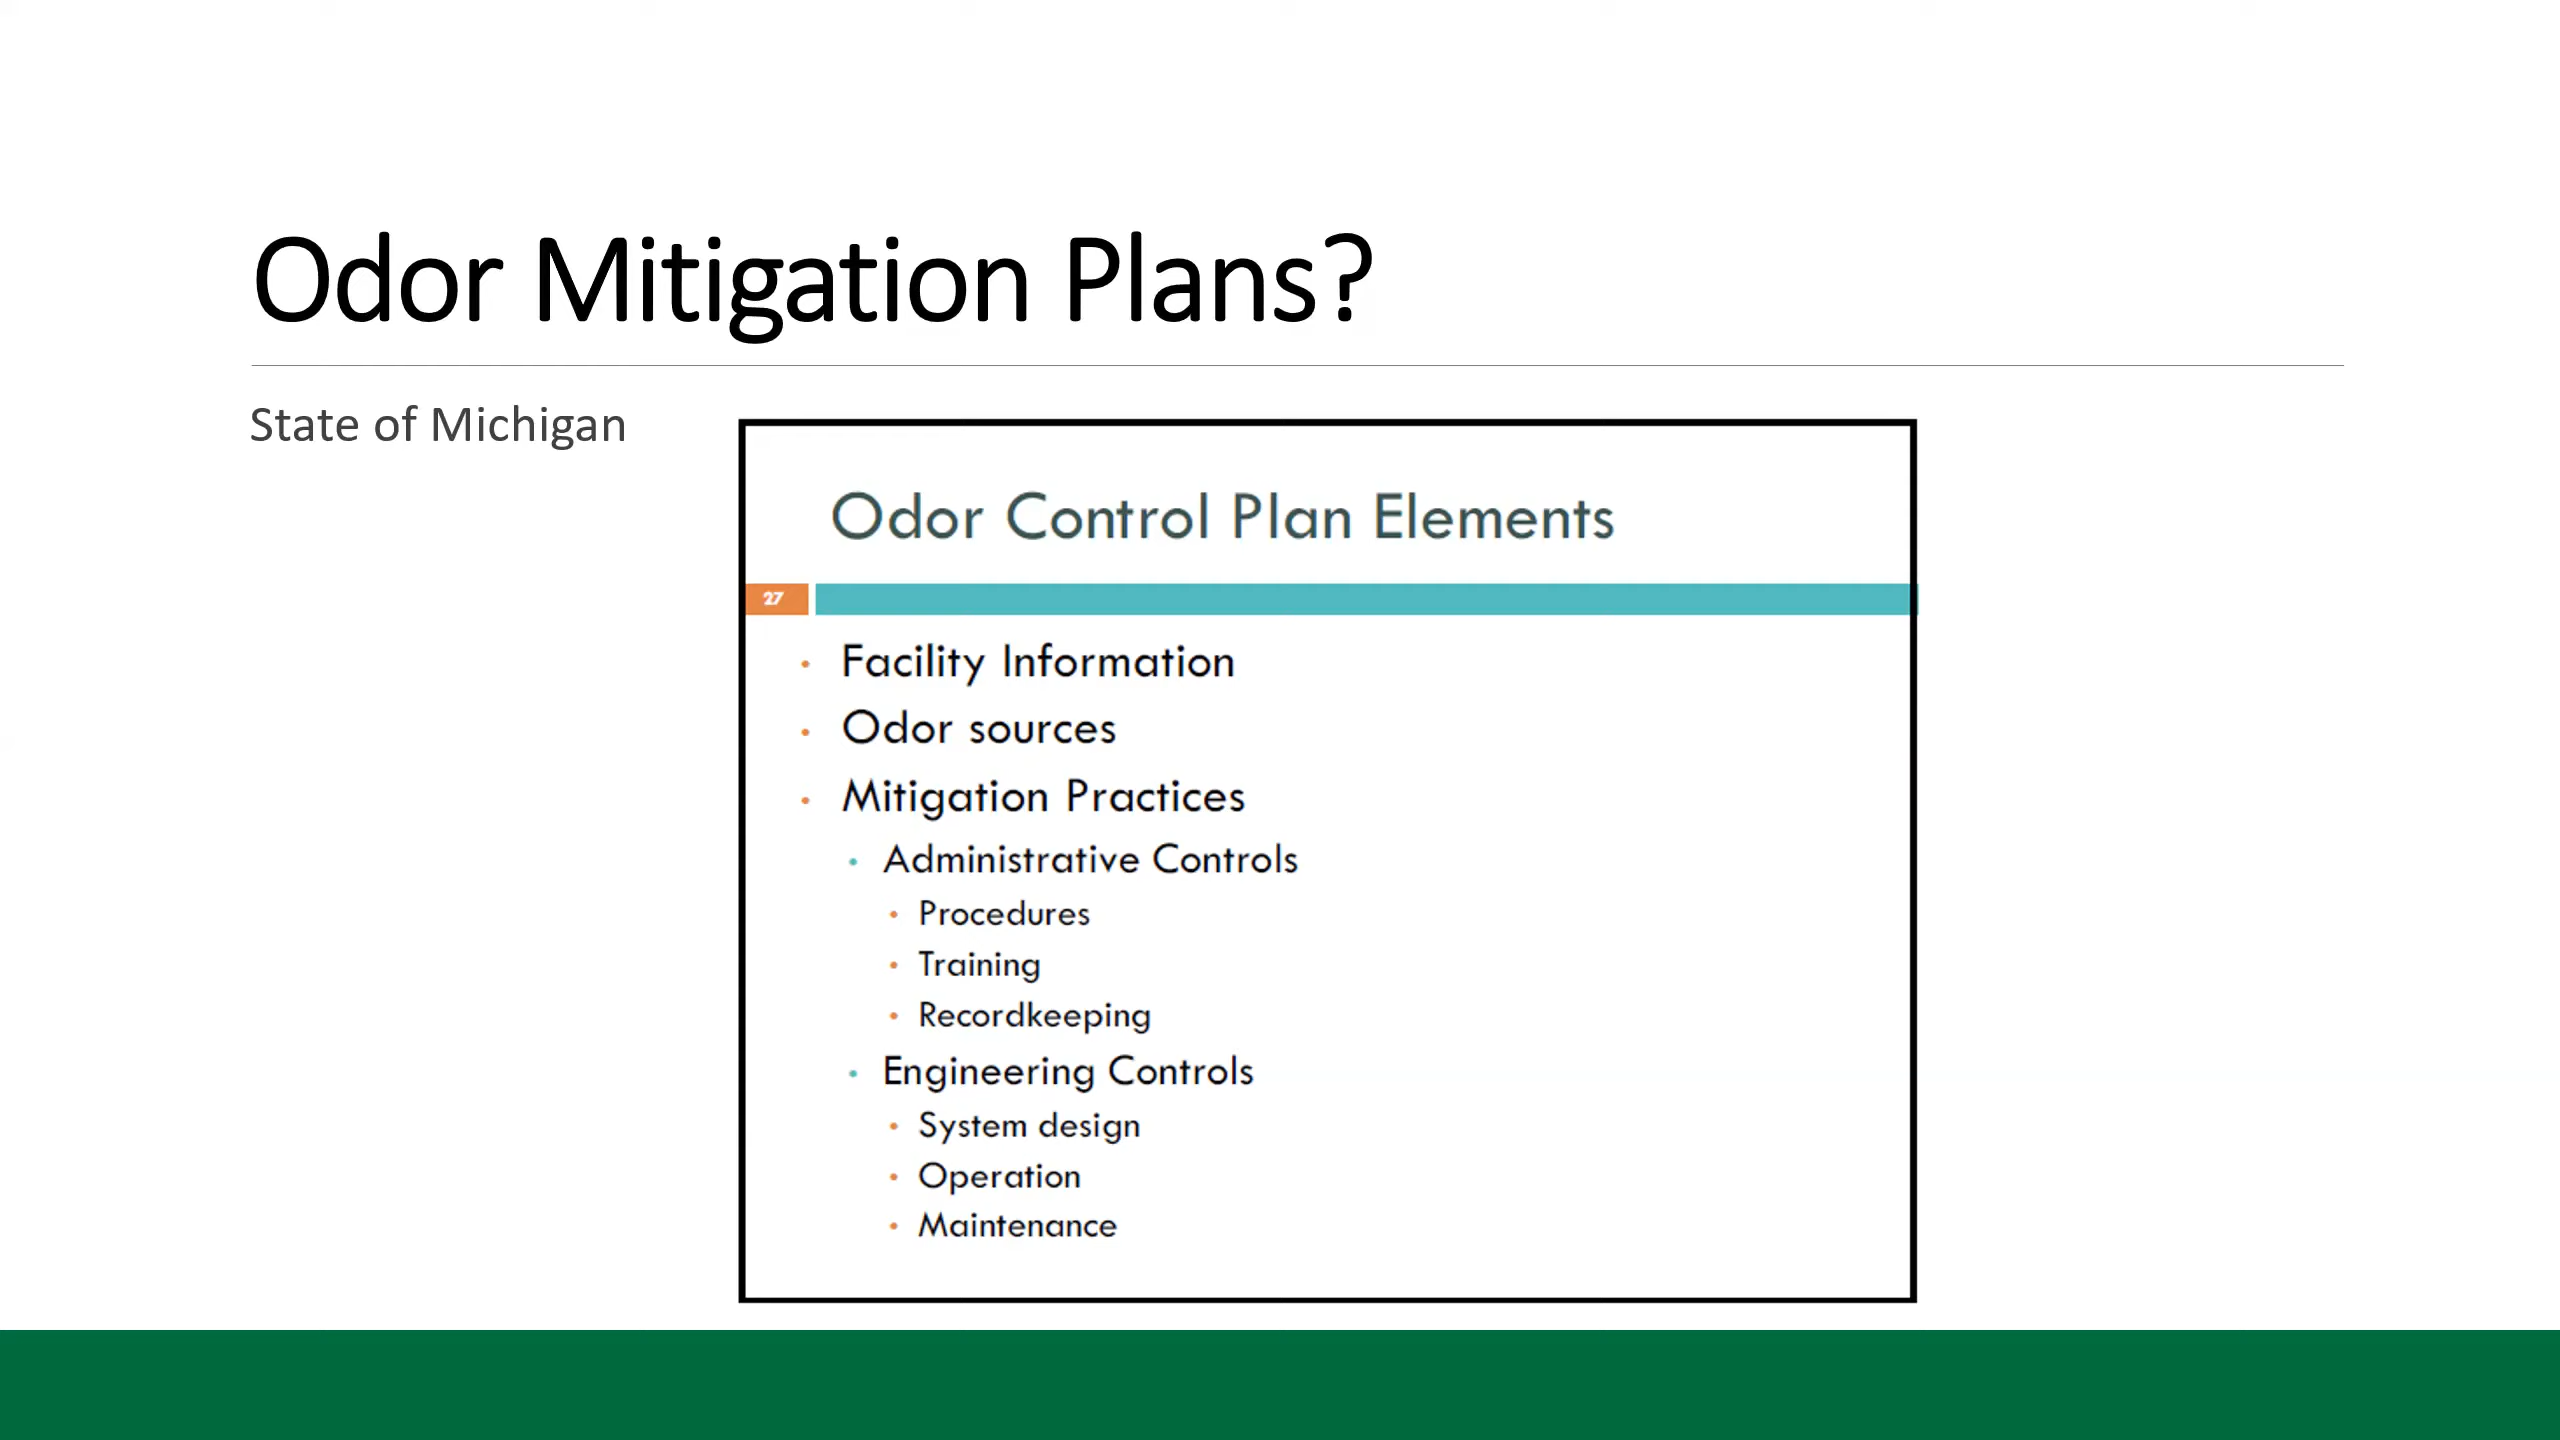 Odor Mitigation Plans?
State of Michigan
Odor Control Plan Elements
27
• Facility Information
• Odor sources
• Mitigation Practices
• Administrative Controls
• Procedures
• Training
• Recordkeeping
• Engineering Controls
• System design
• Operation
• Maintenance